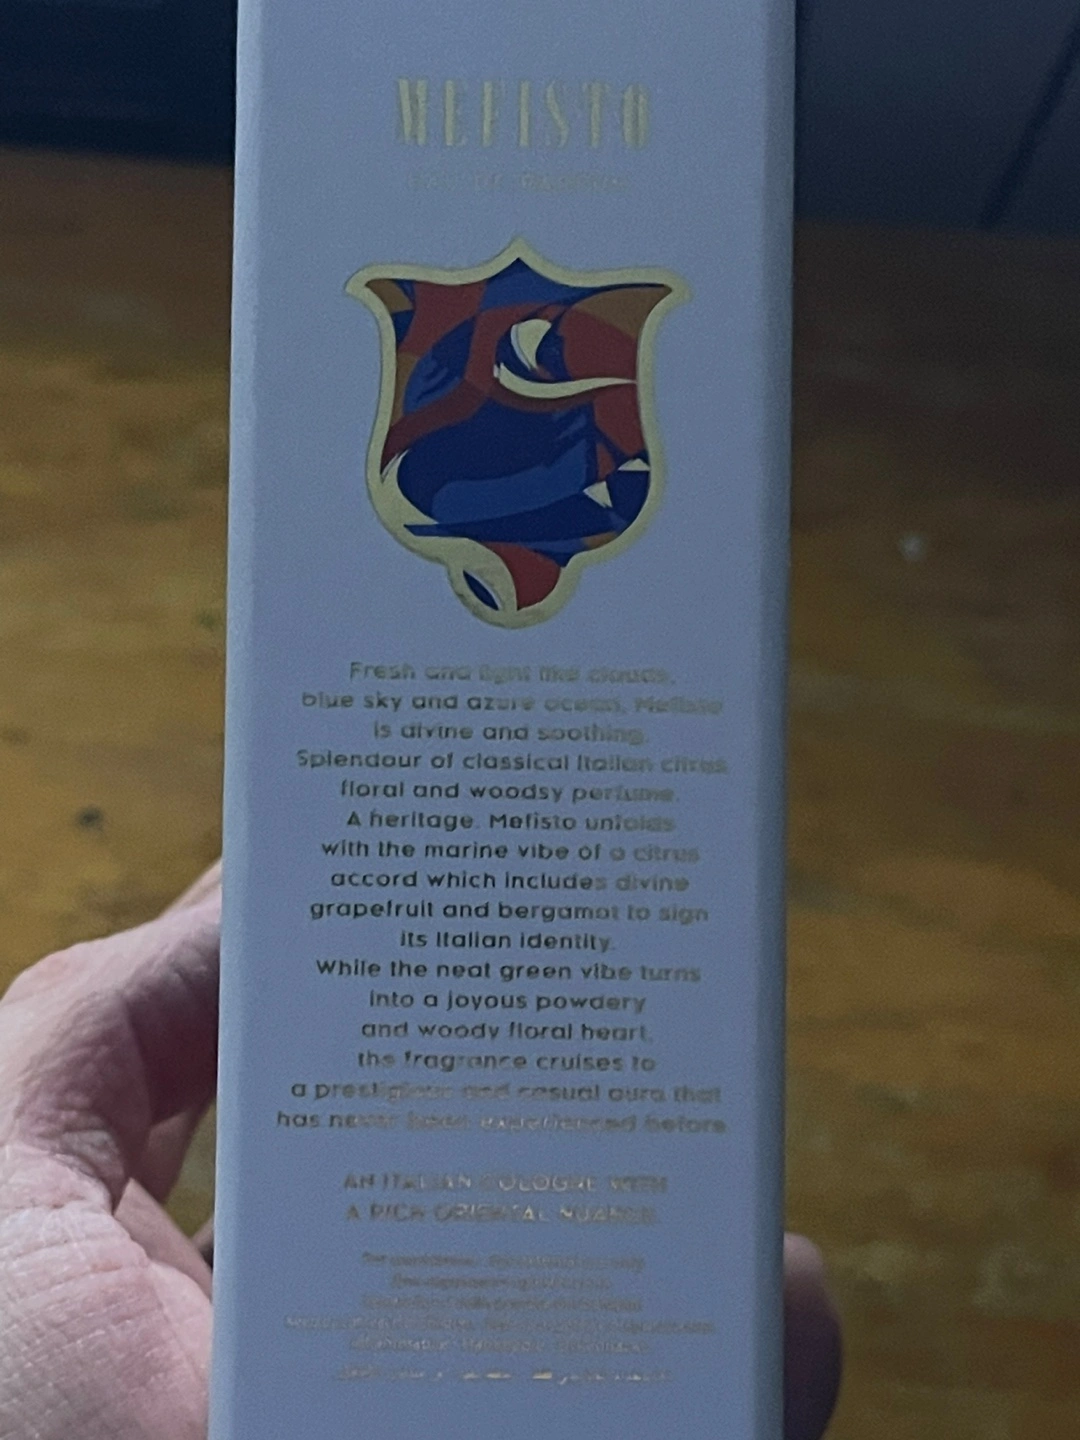 MEFISTO
EAU DE PARFUM
Fresh and light like clouds,
blue sky and azure ocean, Mefisto
is divine and soothing.
Splendour of classical Italian citrus
floral and woodsy perfume.
A heritage. Mefisto unfolds
with the marine vibe of a citrus
accord which includes divine
grapefruit and bergamot to sign
its Italian identity.
While the neat green vibe turns
into a joyous powdery
and woody floral heart,
the fragrance cruises to
a prestigious and casual aura that
has never been experienced before
AN ITALIAN COLOGNE WITH
A RICH ORIENTAL NUANCE.